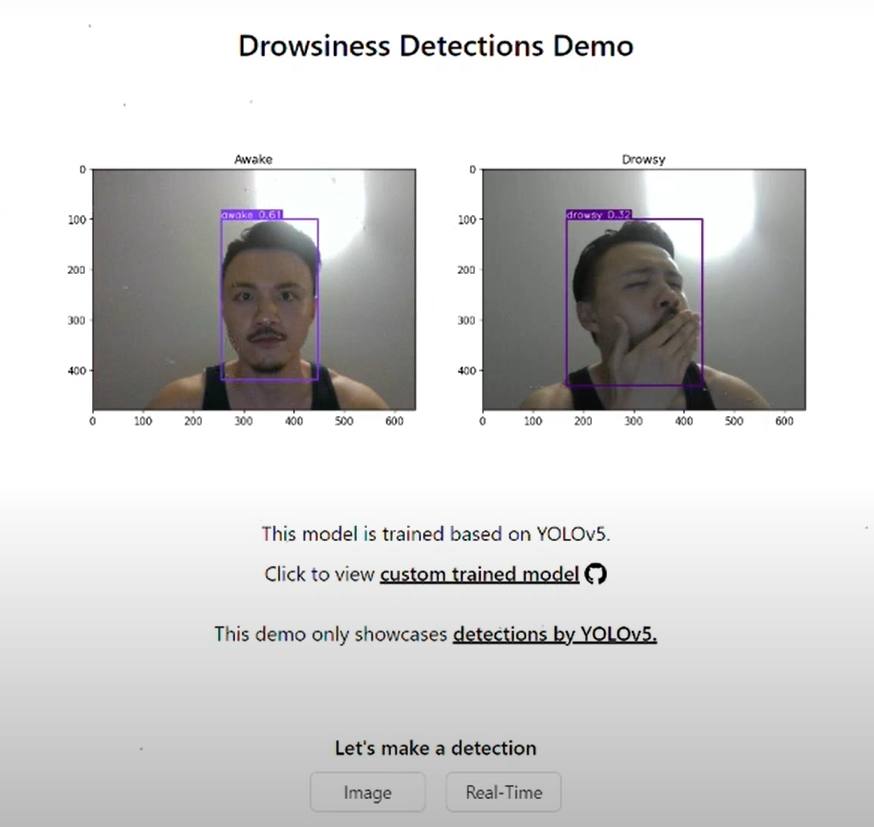 Drowsiness Detections Demo
Awake
0
100
200
300
400
awake 0.61
0 100 200 300 400 500 600
Drowsy
0
100
200
300
400
drowsy 0.32
0 100 200 300 400 500 600
This model is trained based on YOLOv5.
Click to view custom trained model
This demo only showcases detections by YOLOv5.
Let's make a detection
Image Real-Time